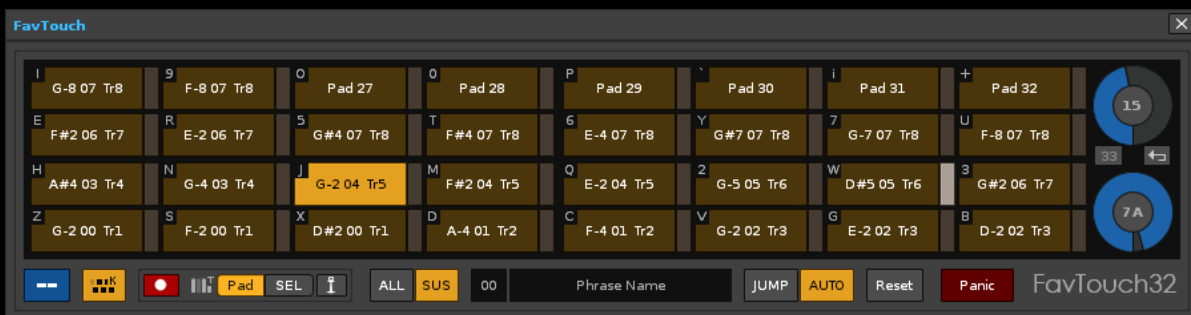 FavTouch
I 9 O 0 P ` i +
G-8 07 Tr8 F-8 07 Tr8 Pad 27 Pad 28 Pad 29 Pad 30 Pad 31 Pad 32
15
E R 5 T 6 Y 7 U
F#2 06 Tr7 E-2 06 Tr7 G#4 07 Tr8 F#4 07 Tr8 E-4 07 Tr8 G#7 07 Tr8 G-7 07 Tr8 F-8 07 Tr8
33
H N J M Q 2 W 3
A#4 03 Tr4 G-4 03 Tr4 G-2 04 Tr5 F#2 04 Tr5 E-2 04 Tr5 G-5 05 Tr6 D#5 05 Tr6 G#2 06 Tr7
7A
Z S X D C V G B
G-2 00 Tr1 F-2 00 Tr1 D#2 00 Tr1 A-4 01 Tr2 F-4 01 Tr2 G-2 02 Tr3 E-2 02 Tr3 D-2 02 Tr3
-- K T Pad SEL ALL SUS 00 Phrase Name JUMP AUTO Reset Panic FavTouch32